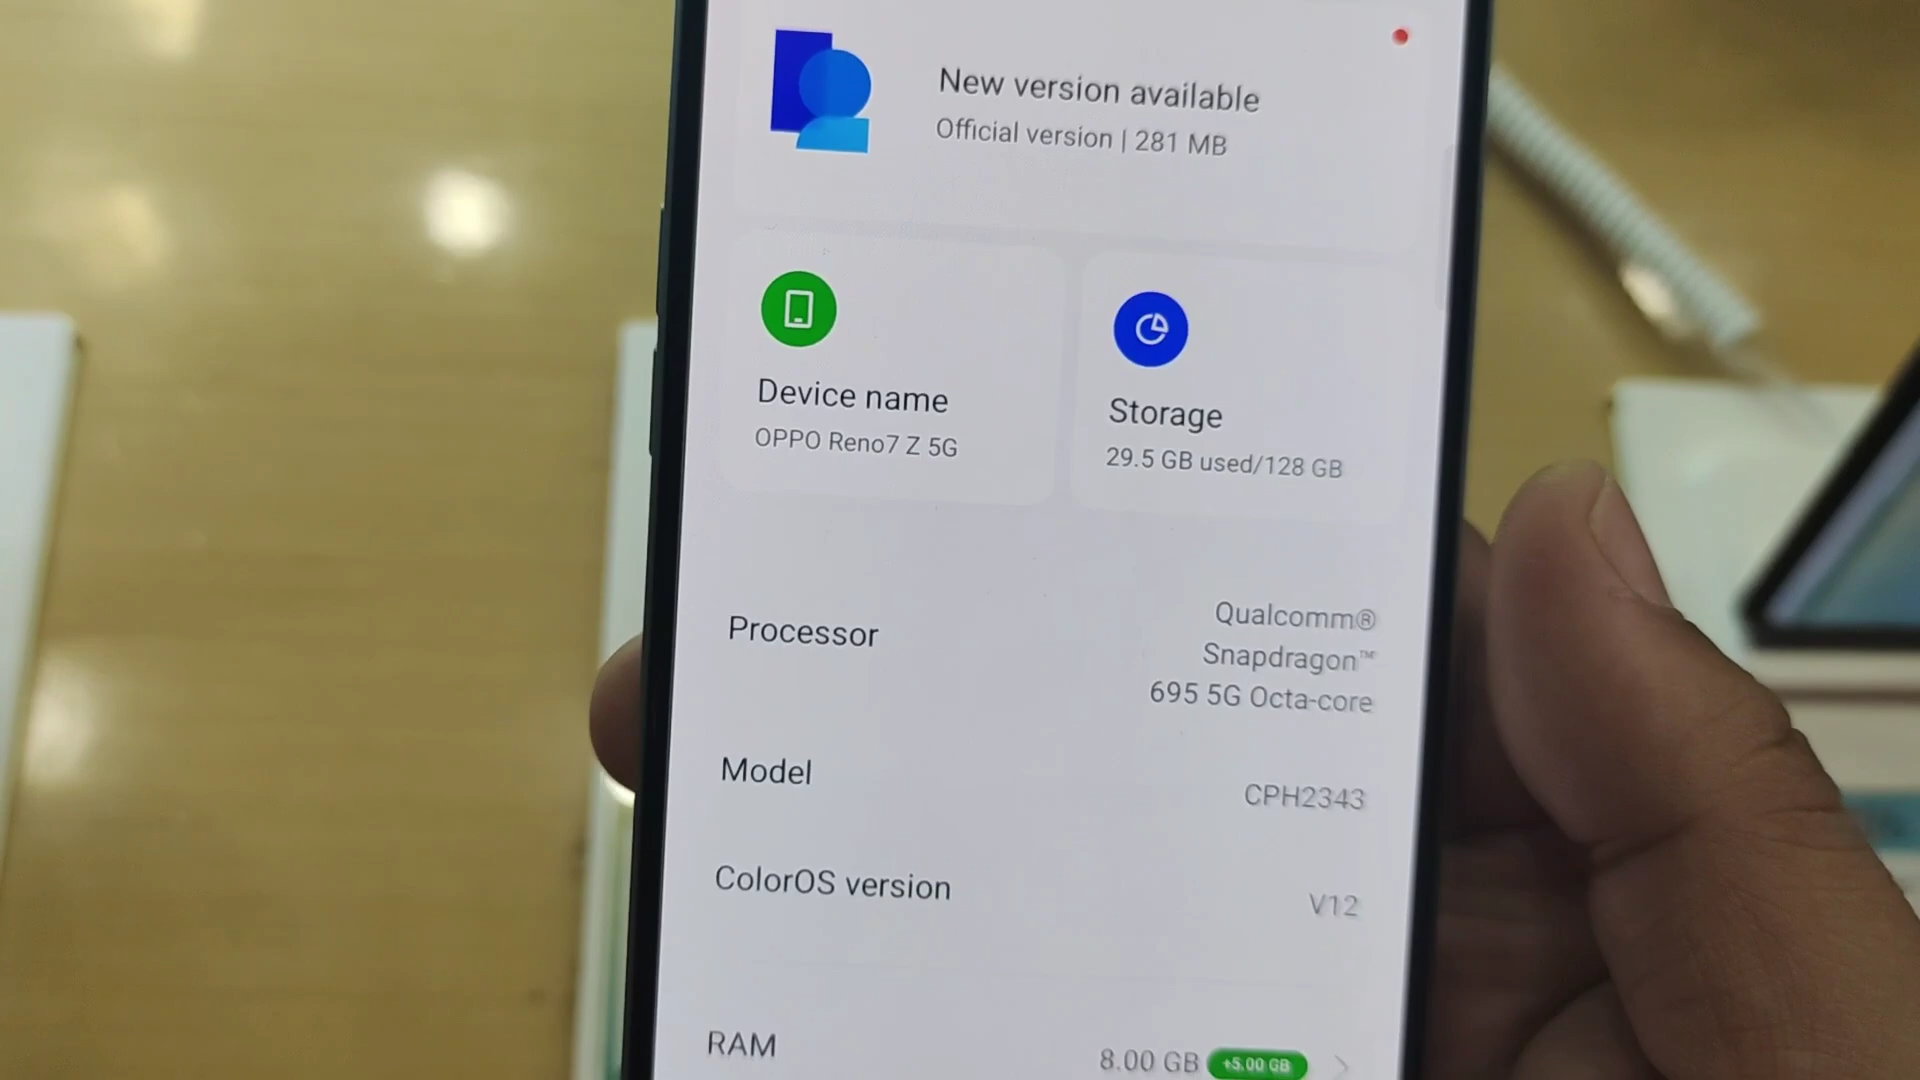 New version available
Official version | 281 MB
Device name
OPPO Reno7 Z 5G
Storage
29.5 GB used/128 GB
Processor
Qualcomm®
Snapdragon™
695 5G Octa-core
Model
CPH2343
ColorOS version
V12
RAM
8.00 GB +5.00 GB